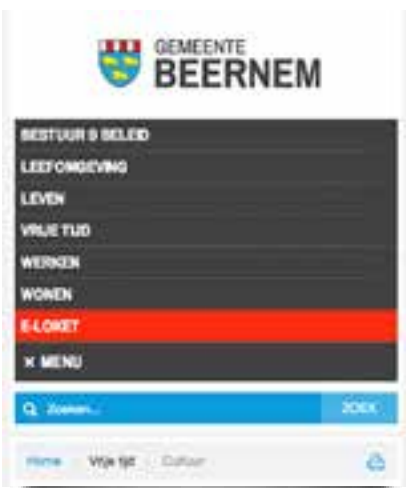 GEMEENTE
BEERNEM
BESTUUR & BELEID
LEEFOMGEVING
LEVEN
VRIJE TIJD
WERKEN
WONEN
E-LOKET
× MENU
Zoeken... ZOEK
Home Vrije tijd Cultuur